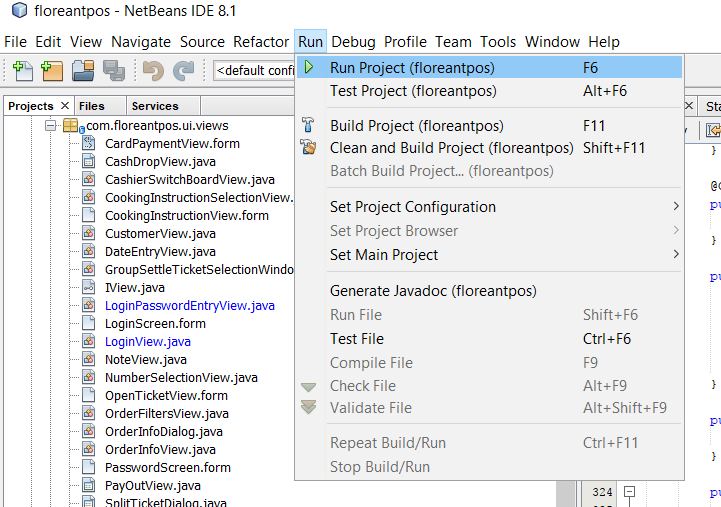 floreantpos - NetBeans IDE 8.1
File Edit View Navigate Source Refactor Run Debug Profile Team Tools Window Help
<default confi
Projects Files Services
com.floreantpos.ui.views
CardPaymentView.form
CashDropView.java
CashierSwitchBoardView.java
CookingInstructionSelectionView.
CookingInstructionView.form
CustomerView.java
DateEntryView.java
GroupSettleTicketSelectionWindo
IView.java
LoginPasswordEntryView.java
LoginScreen.form
LoginView.java
NoteView.java
NumberSelectionView.java
OpenTicketView.form
OrderFiltersView.java
OrderInfoDialog.java
OrderInfoView.java
PasswordScreen.form
PayOutView.java
SplitTicketDialog.java
Run Project (floreantpos) F6
Test Project (floreantpos) Alt+F6
Build Project (floreantpos) F11
Clean and Build Project (floreantpos) Shift+F11
Batch Build Project... (floreantpos)
Set Project Configuration
Set Project Browser
Set Main Project
Generate Javadoc (floreantpos)
Run File Shift+F6
Test File Ctrl+F6
Compile File F9
Check File Alt+F9
Validate File Alt+Shift+F9
Repeat Build/Run Ctrl+F11
Stop Build/Run
Sta
}
pu
}
pu
}
pu
}
324 pu